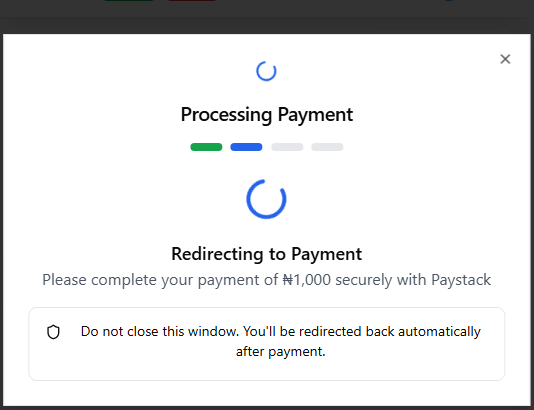 Processing Payment
Redirecting to Payment
Please complete your payment of ₦1,000 securely with Paystack
Do not close this window. You'll be redirected back automatically
after payment.